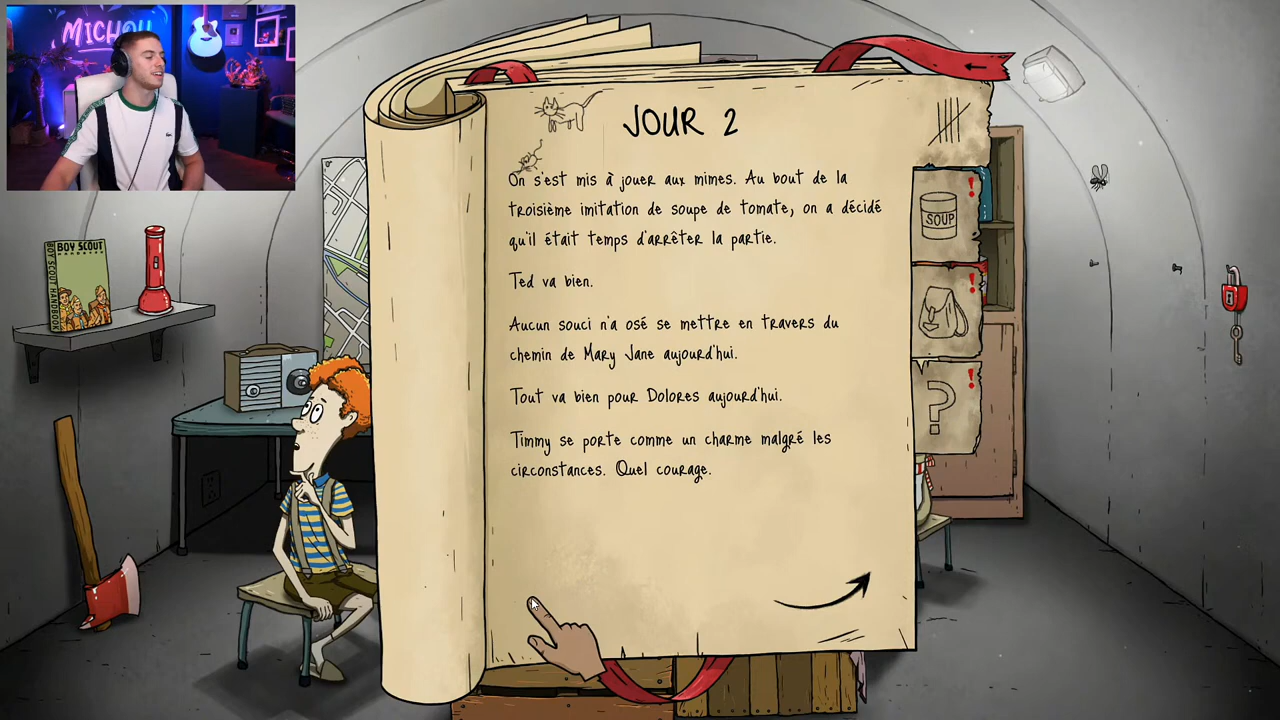 MICHOU
JOUR 2
On s'est mis à jouer aux mimes. Au bout de la
troisième imitation de soupe de tomate, on a décidé
qu'il était temps d'arrêter la partie.
Ted va bien.
Aucun souci n'a osé se mettre en travers du
chemin de Mary Jane aujourd'hui.
Tout va bien pour Dolores aujourd'hui.
Timmy se porte comme un charme malgré les
circonstances. Quel courage.
!
SOUP
!
!
?
BOY SCOUT
BOY SCOUT HANDBOOK